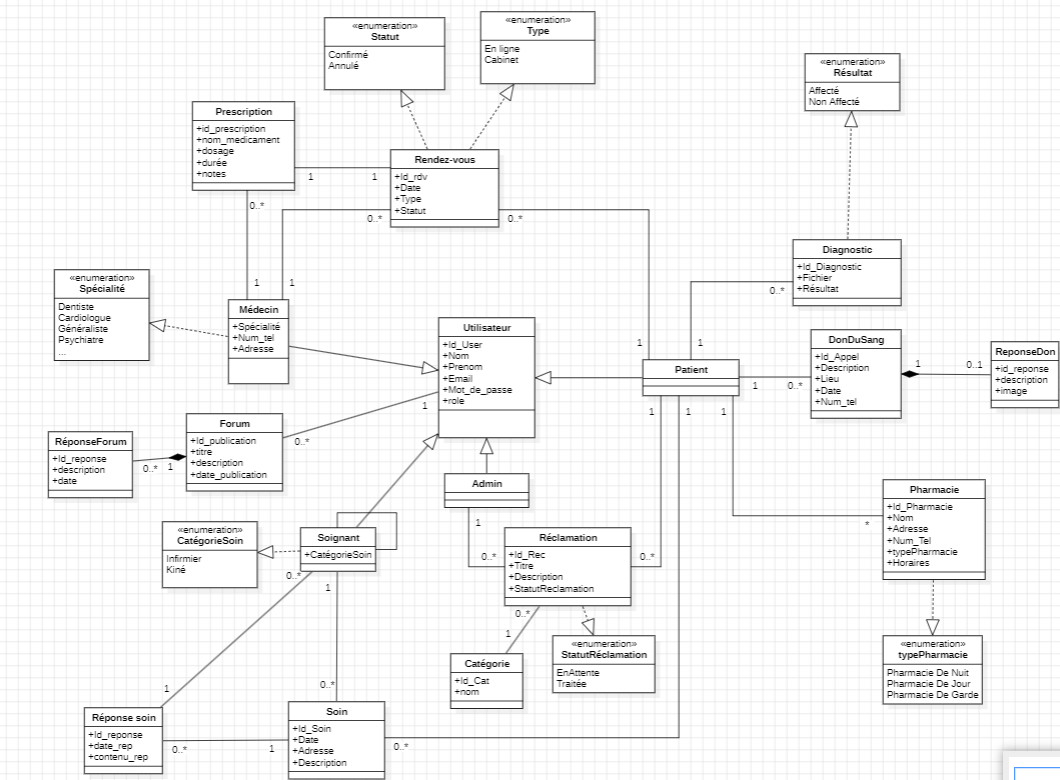 «enumeration»
Statut
Confirmé
Annulé
«enumeration»
Type
En ligne
Cabinet
«enumeration»
Résultat
Affecté
Non Affecté
Prescription
+id_prescription
+nom_medicament
+dosage
+durée
+notes
1
1
Rendez-vous
+Id_rdv
+Date
+Type
+Statut
0..*
0..*
0..*
1
1
Diagnostic
+Id_Diagnostic
+Fichier
+Résultat
0..*
1
1
«enumeration»
Spécialité
Dentiste
Cardiologue
Généraliste
Psychiatre
...
Médecin
+Spécialité
+Num_tel
+Adresse
Utilisateur
+Id_User
+Nom
+Prenom
+Email
+Mot_de_passe
+role
Patient
1
0..*
DonDuSang
+Id_Appel
+Description
+Lieu
+Date
+Num_tel
1
0..1
ReponseDon
+id_reponse
+description
+image
1
0..*
Forum
+Id_publication
+titre
+description
+date_publication
RéponseForum
+Id_reponse
+description
+date
0..*
1
1
1
1
Admin
1
Pharmacie
+Id_Pharmacie
+Nom
+Adresse
+Num_Tel
+typePharmacie
+Horaires
*
«enumeration»
CatégorieSoin
Infirmier
Kiné
Soignant
+CatégorieSoin
0..*
1
Réclamation
+Id_Rec
+Titre
+Description
+StatutReclamation
0..*
0..*
0..*
1
«enumeration»
StatutRéclamation
EnAttente
Traitée
Catégorie
+Id_Cat
+nom
«enumeration»
typePharmacie
Pharmacie De Nuit
Pharmacie De Jour
Pharmacie De Garde
1
0..*
Réponse soin
+Id_reponse
+date_rep
+contenu_rep
0..*
1
Soin
+Id_Soin
+Date
+Adresse
+Description
0..*